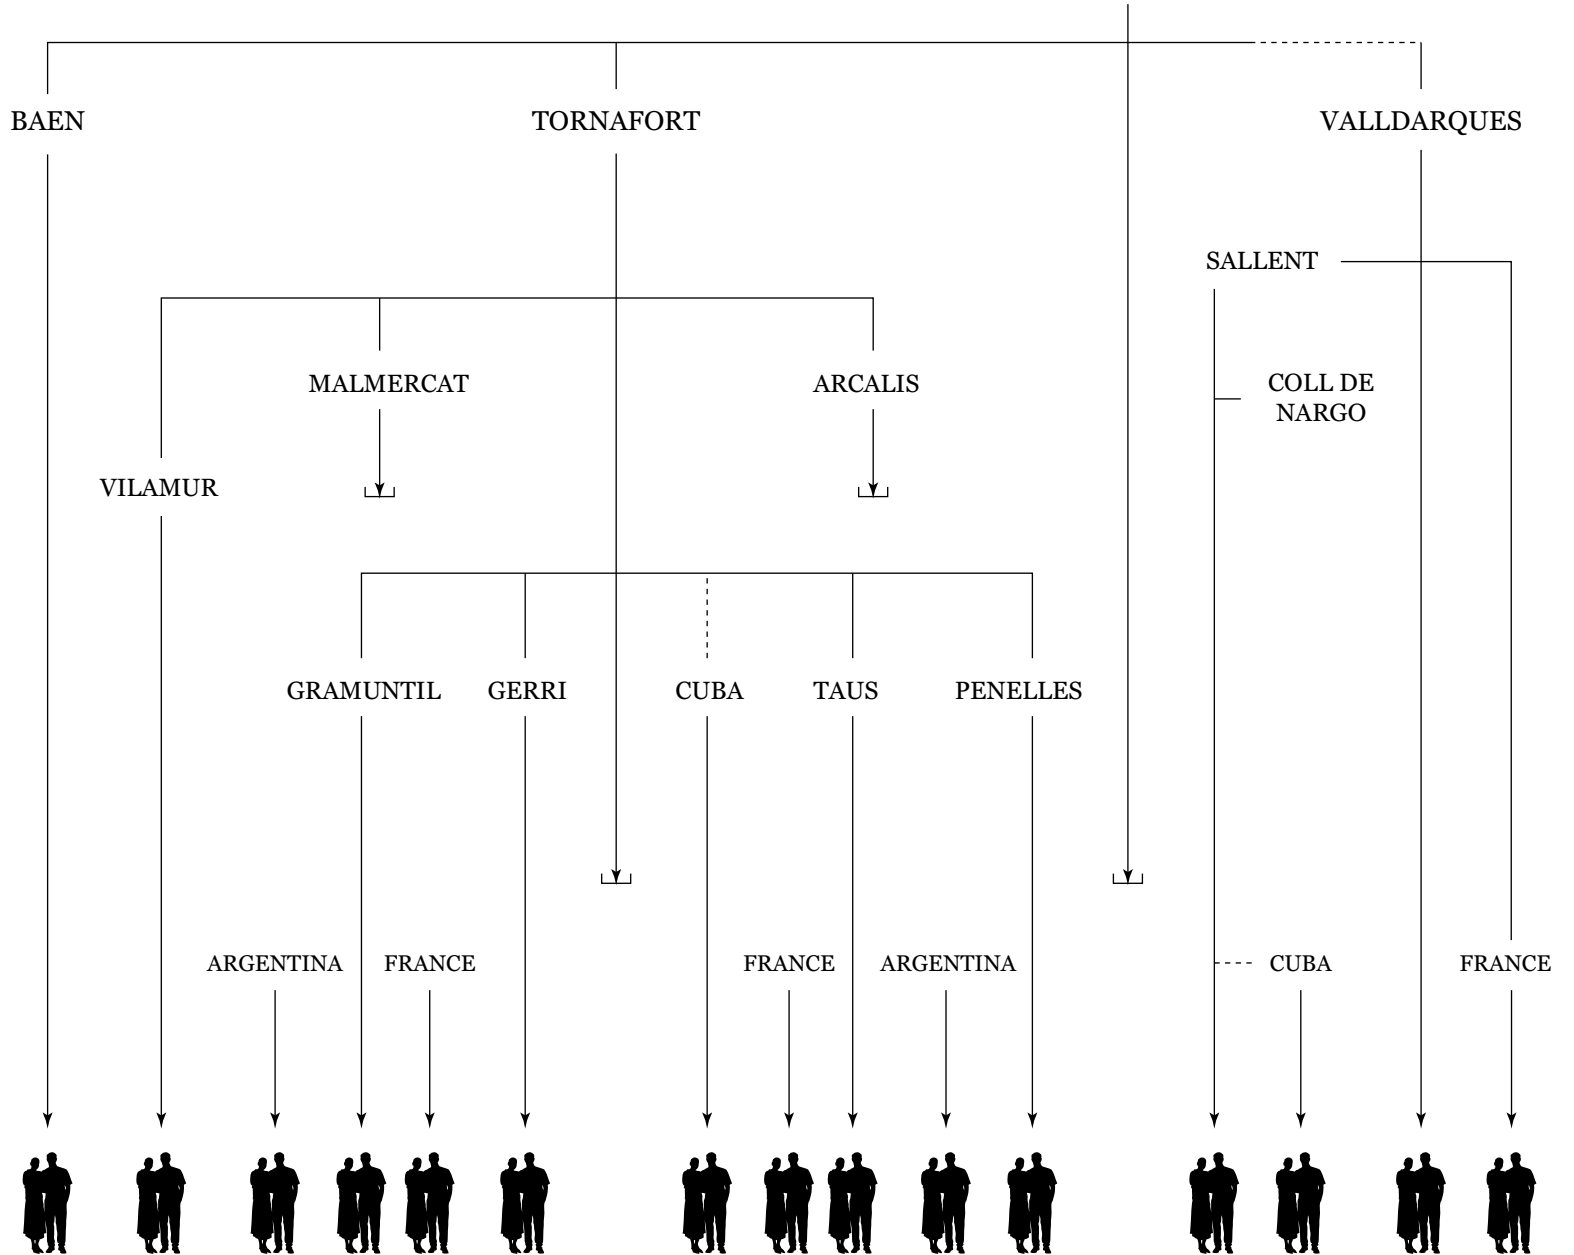 BAEN
TORNAFORT
VALLDARQUES
SALLENT
MALMERCAT
ARCALIS
COLL DE
NARGO
VILAMUR
GRAMUNTIL
GERRI
CUBA
TAUS
PENELLES
ARGENTINA
FRANCE
FRANCE
ARGENTINA
CUBA
FRANCE